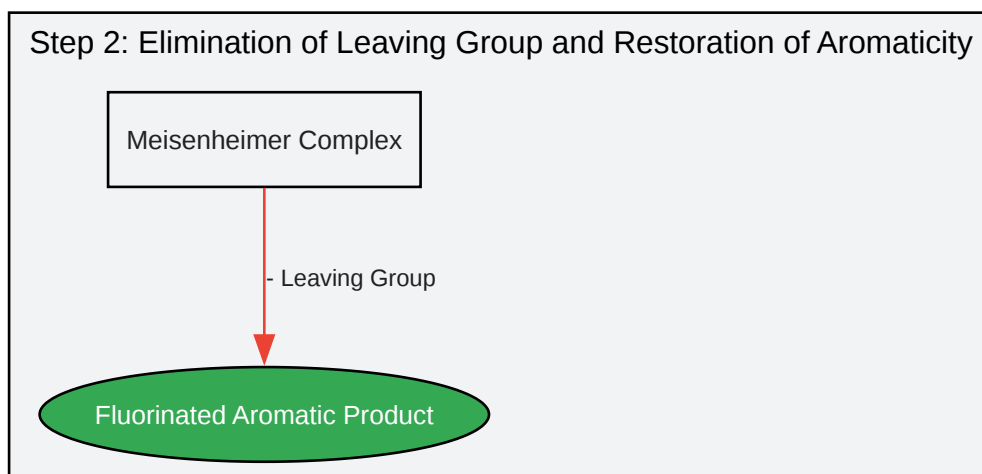 Step 2: Elimination of Leaving Group and Restoration of Aromaticity
Meisenheimer Complex
- Leaving Group
Fluorinated Aromatic Product